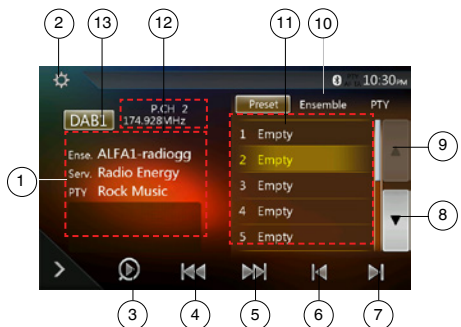 13
12
11
10
2
10:30PM
P.CH 2
174.928MHz
DAB1
Preset Ensemble PTY
1 Empty
2 Empty
3 Empty
4 Empty
5 Empty
Ense. ALFA1-radiogg
Serv. Radio Energy
PTY Rock Music
1
9
8
3
4
5
6
7